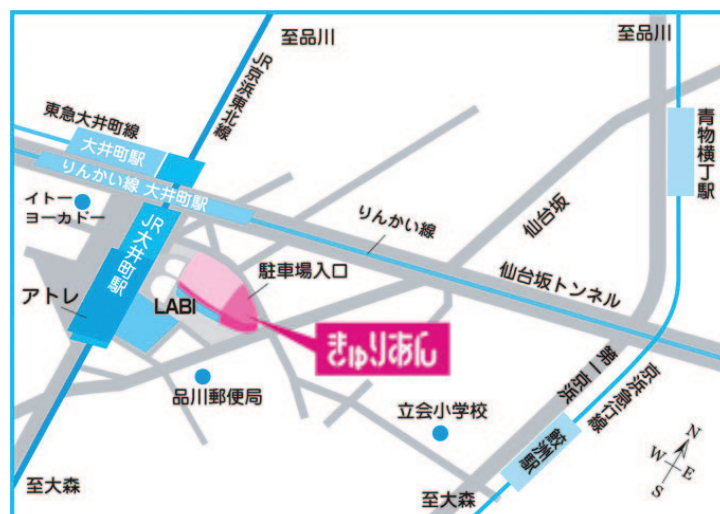 至品川
至品川
JR京浜東北線
東急大井町線
大井町駅
りんかい線 大井町駅
青物横丁駅
イトー
ヨーカドー
JR大井町駅
りんかい線
仙台坂
仙台坂トンネル
駐車場入口
アトレ
LABI
きゅりあん
品川郵便局
立会小学校
第一京浜
京浜急行線
鮫洲駅
至大森
至大森
N
W
E
S